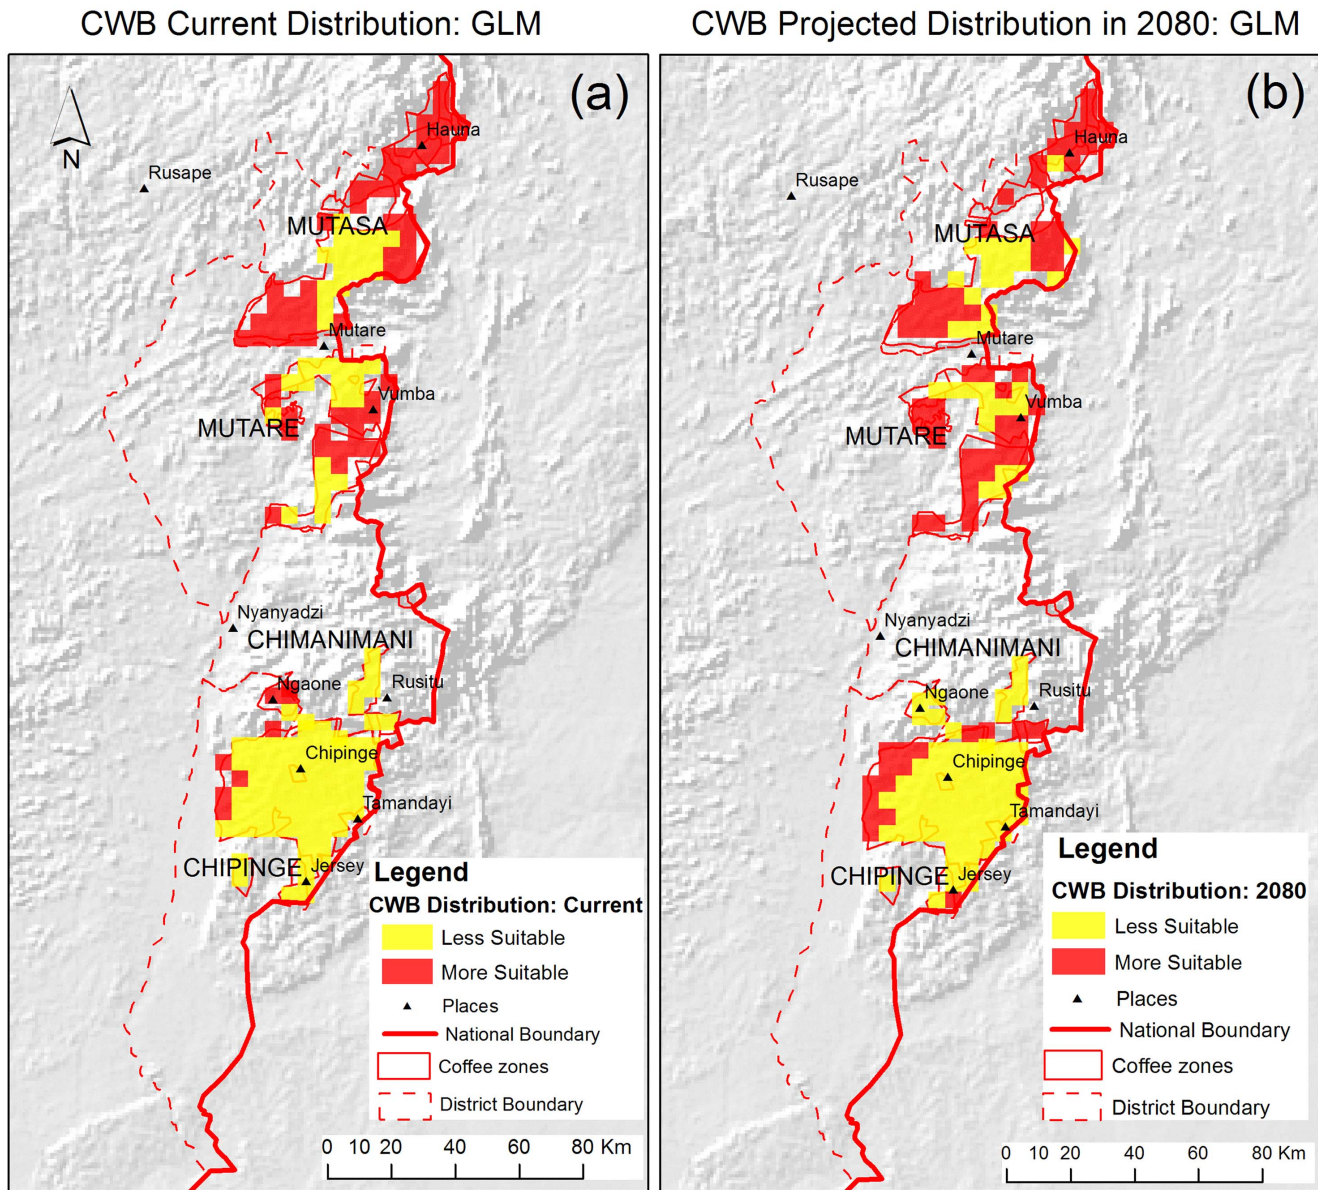 CWB Current Distribution: GLM
(a)
N
Hauna
Rusape
MUTASA
Mutare
Vumba
MUTARE
Nyanyadzi
CHIMANIMANI
Ngaone
Rusitu
Chipinge
Tamandayi
CHIPINGE
Jersey
Legend
CWB Distribution: Current
Less Suitable
More Suitable
Places
National Boundary
Coffee zones
District Boundary
0 10 20 40 60 80 Km
CWB Projected Distribution in 2080: GLM
(b)
Hauna
Rusape
MUTASA
Mutare
Vumba
MUTARE
Nyanyadzi
CHIMANIMANI
Ngaone
Rusitu
Chipinge
Tamandayi
CHIPINGE
Jersey
Legend
CWB Distribution: 2080
Less Suitable
More Suitable
Places
National Boundary
Coffee zones
District Boundary
0 10 20 40 60 80 Km